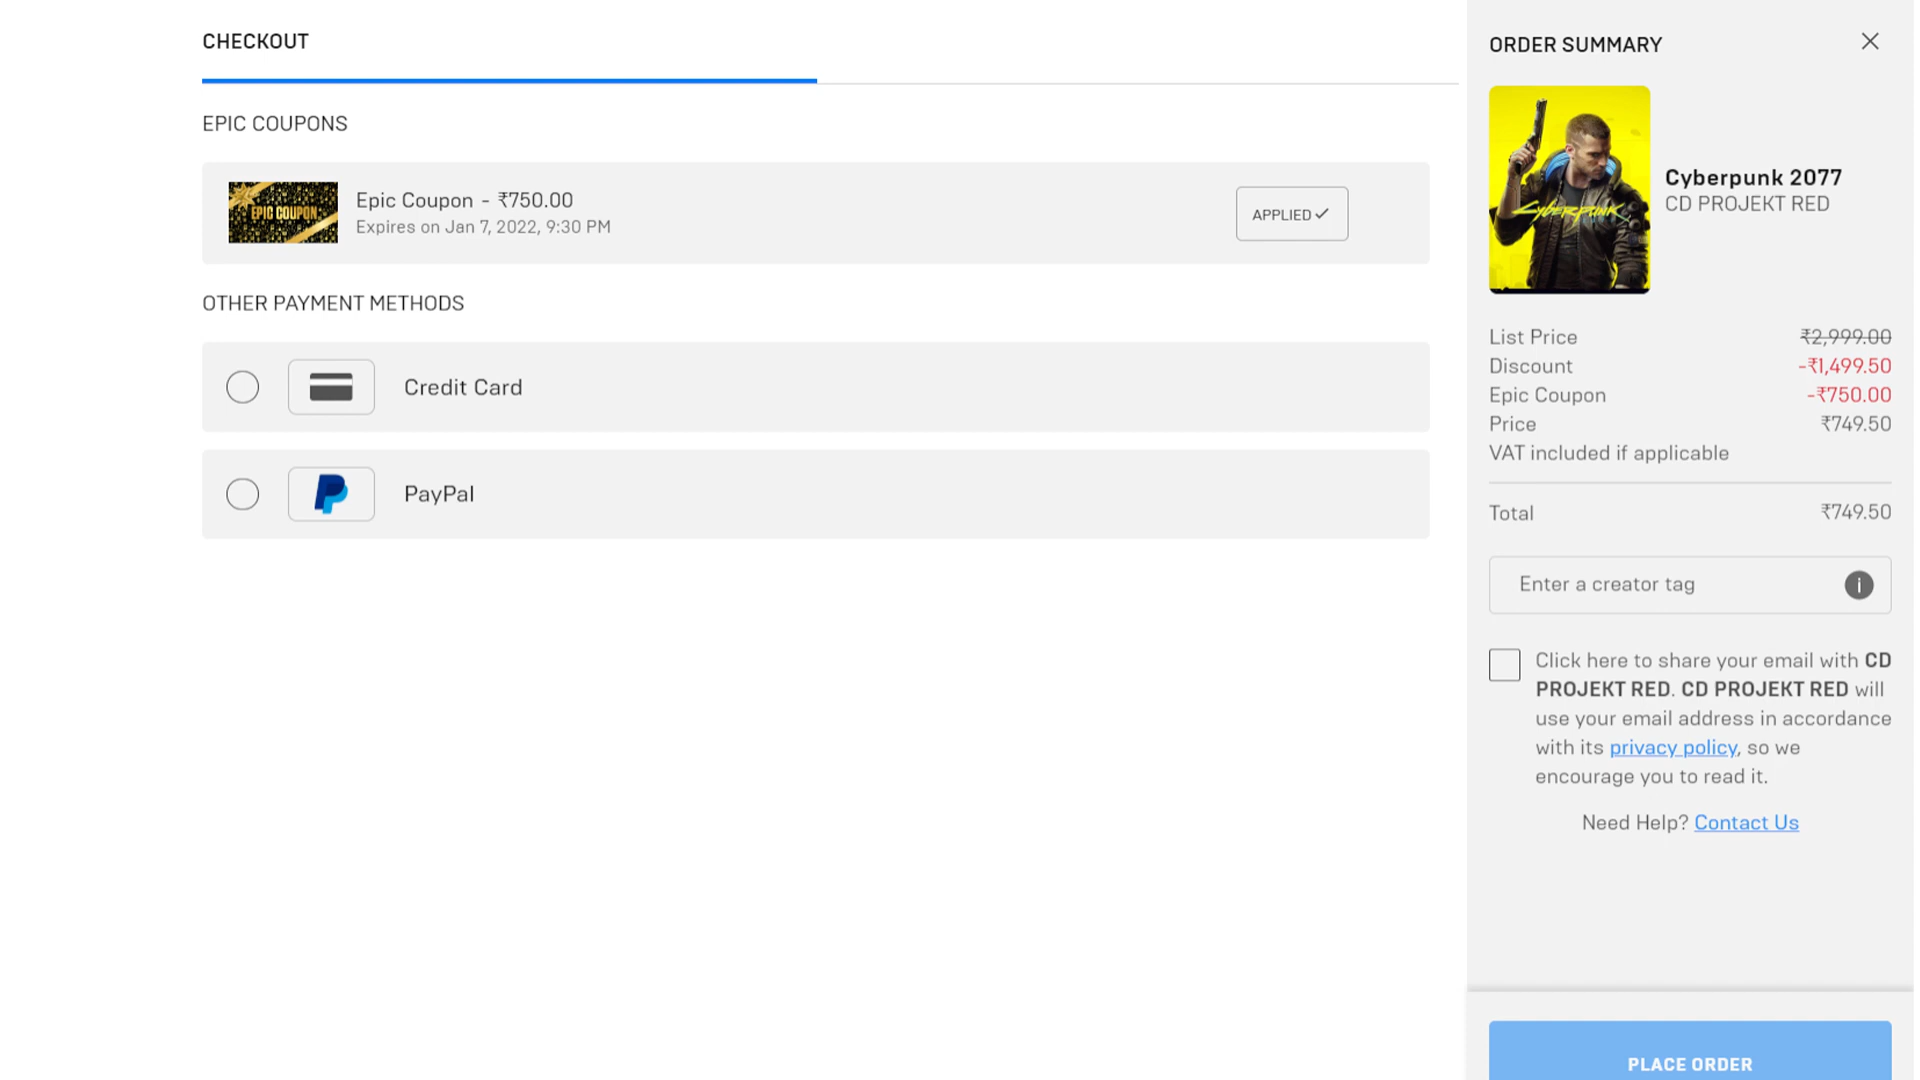 CHECKOUT
EPIC COUPONS
EPIC COUPON
Epic Coupon - ₹750.00
Expires on Jan 7, 2022, 9:30 PM
APPLIED✓
OTHER PAYMENT METHODS
Credit Card
PayPal
ORDER SUMMARY
CYBERPUNK
Cyberpunk 2077
CD PROJEKT RED
List Price ₹2,999.00
Discount -₹1,499.50
Epic Coupon -₹750.00
Price ₹749.50
VAT included if applicable
Total ₹749.50
Enter a creator tag i
Click here to share your email with CD
PROJEKT RED. CD PROJEKT RED will
use your email address in accordance
with its privacy policy, so we
encourage you to read it.
Need Help? Contact Us
PLACE ORDER